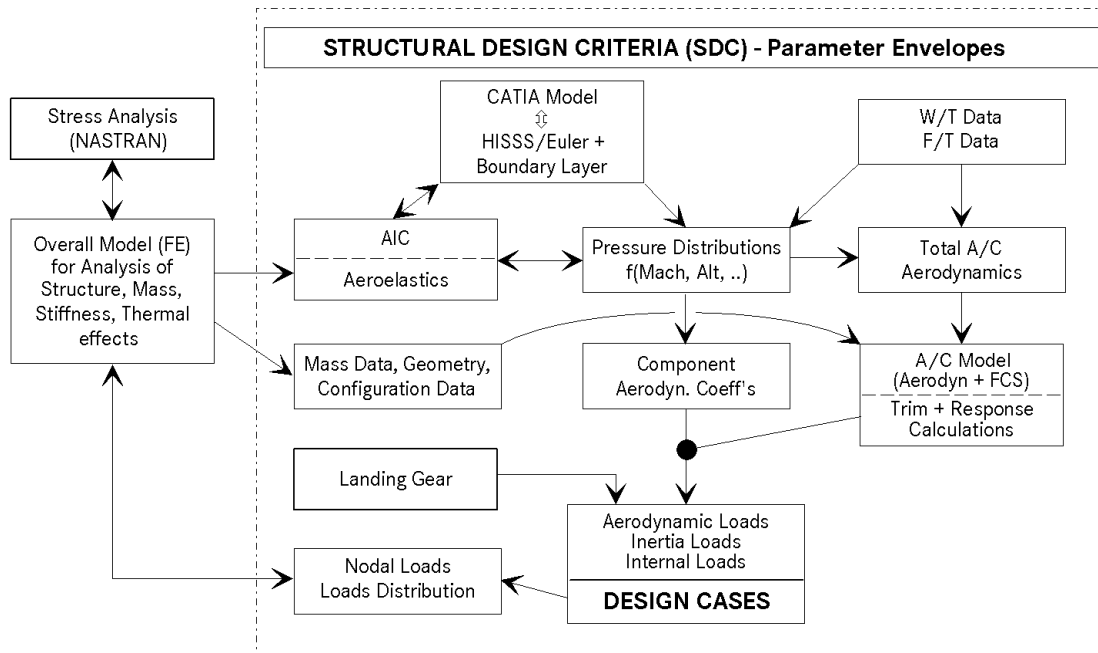 STRUCTURAL DESIGN CRITERIA (SDC) - Parameter Envelopes
Stress Analysis
(NASTRAN)
CATIA Model
HISSS/Euler +
Boundary Layer
W/T Data
F/T Data
Overall Model (FE)
for Analysis of
Structure, Mass,
Stiffness, Thermal
effects
AIC
Aeroelastics
Pressure Distributions
f(Mach, Alt, ..)
Total A/C
Aerodynamics
Mass Data, Geometry,
Configuration Data
Component
Aerodyn. Coeff's
A/C Model
(Aerodyn + FCS)
Trim + Response
Calculations
Landing Gear
Aerodynamic Loads
Inertia Loads
Internal Loads
DESIGN CASES
Nodal Loads
Loads Distribution